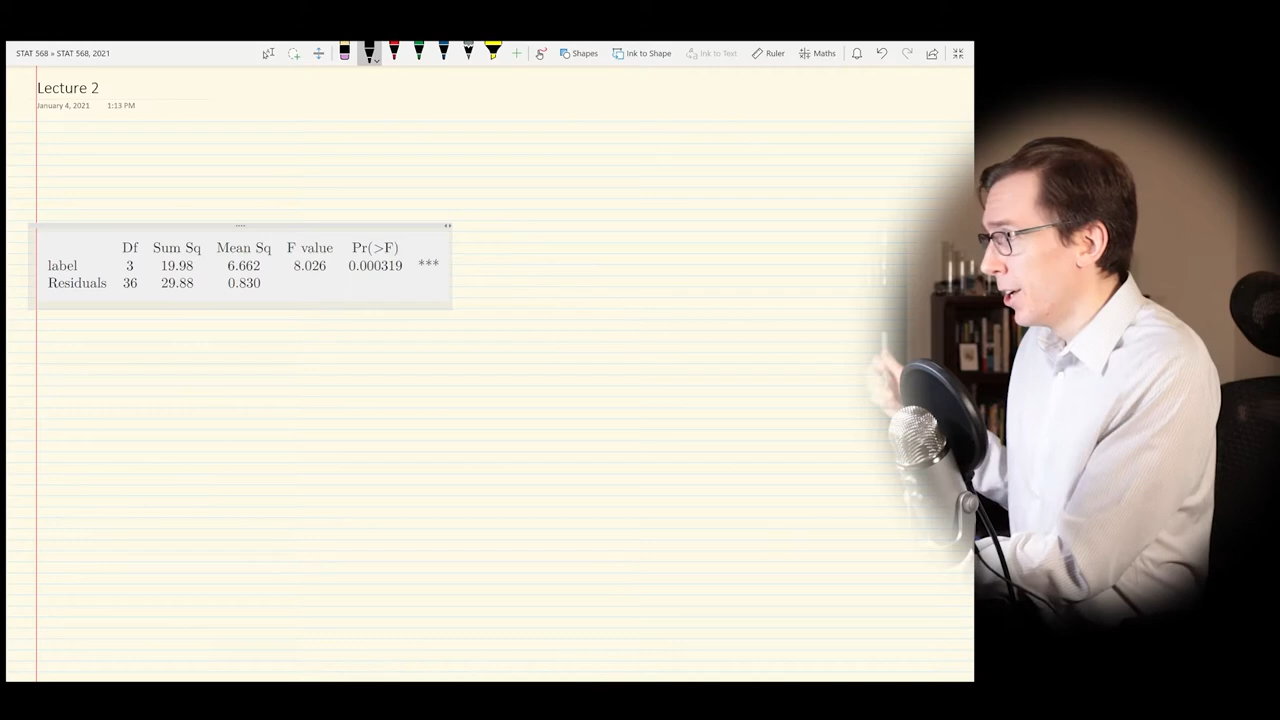 STAT 568 » STAT 568, 2021
Shapes
Ink to Shape
Ink to Text
Ruler
Maths
Lecture 2
January 4, 2021 1:13 PM
Df Sum Sq Mean Sq F value Pr(>F)
label 3 19.98 6.662 8.026 0.000319 ***
Residuals 36 29.88 0.830